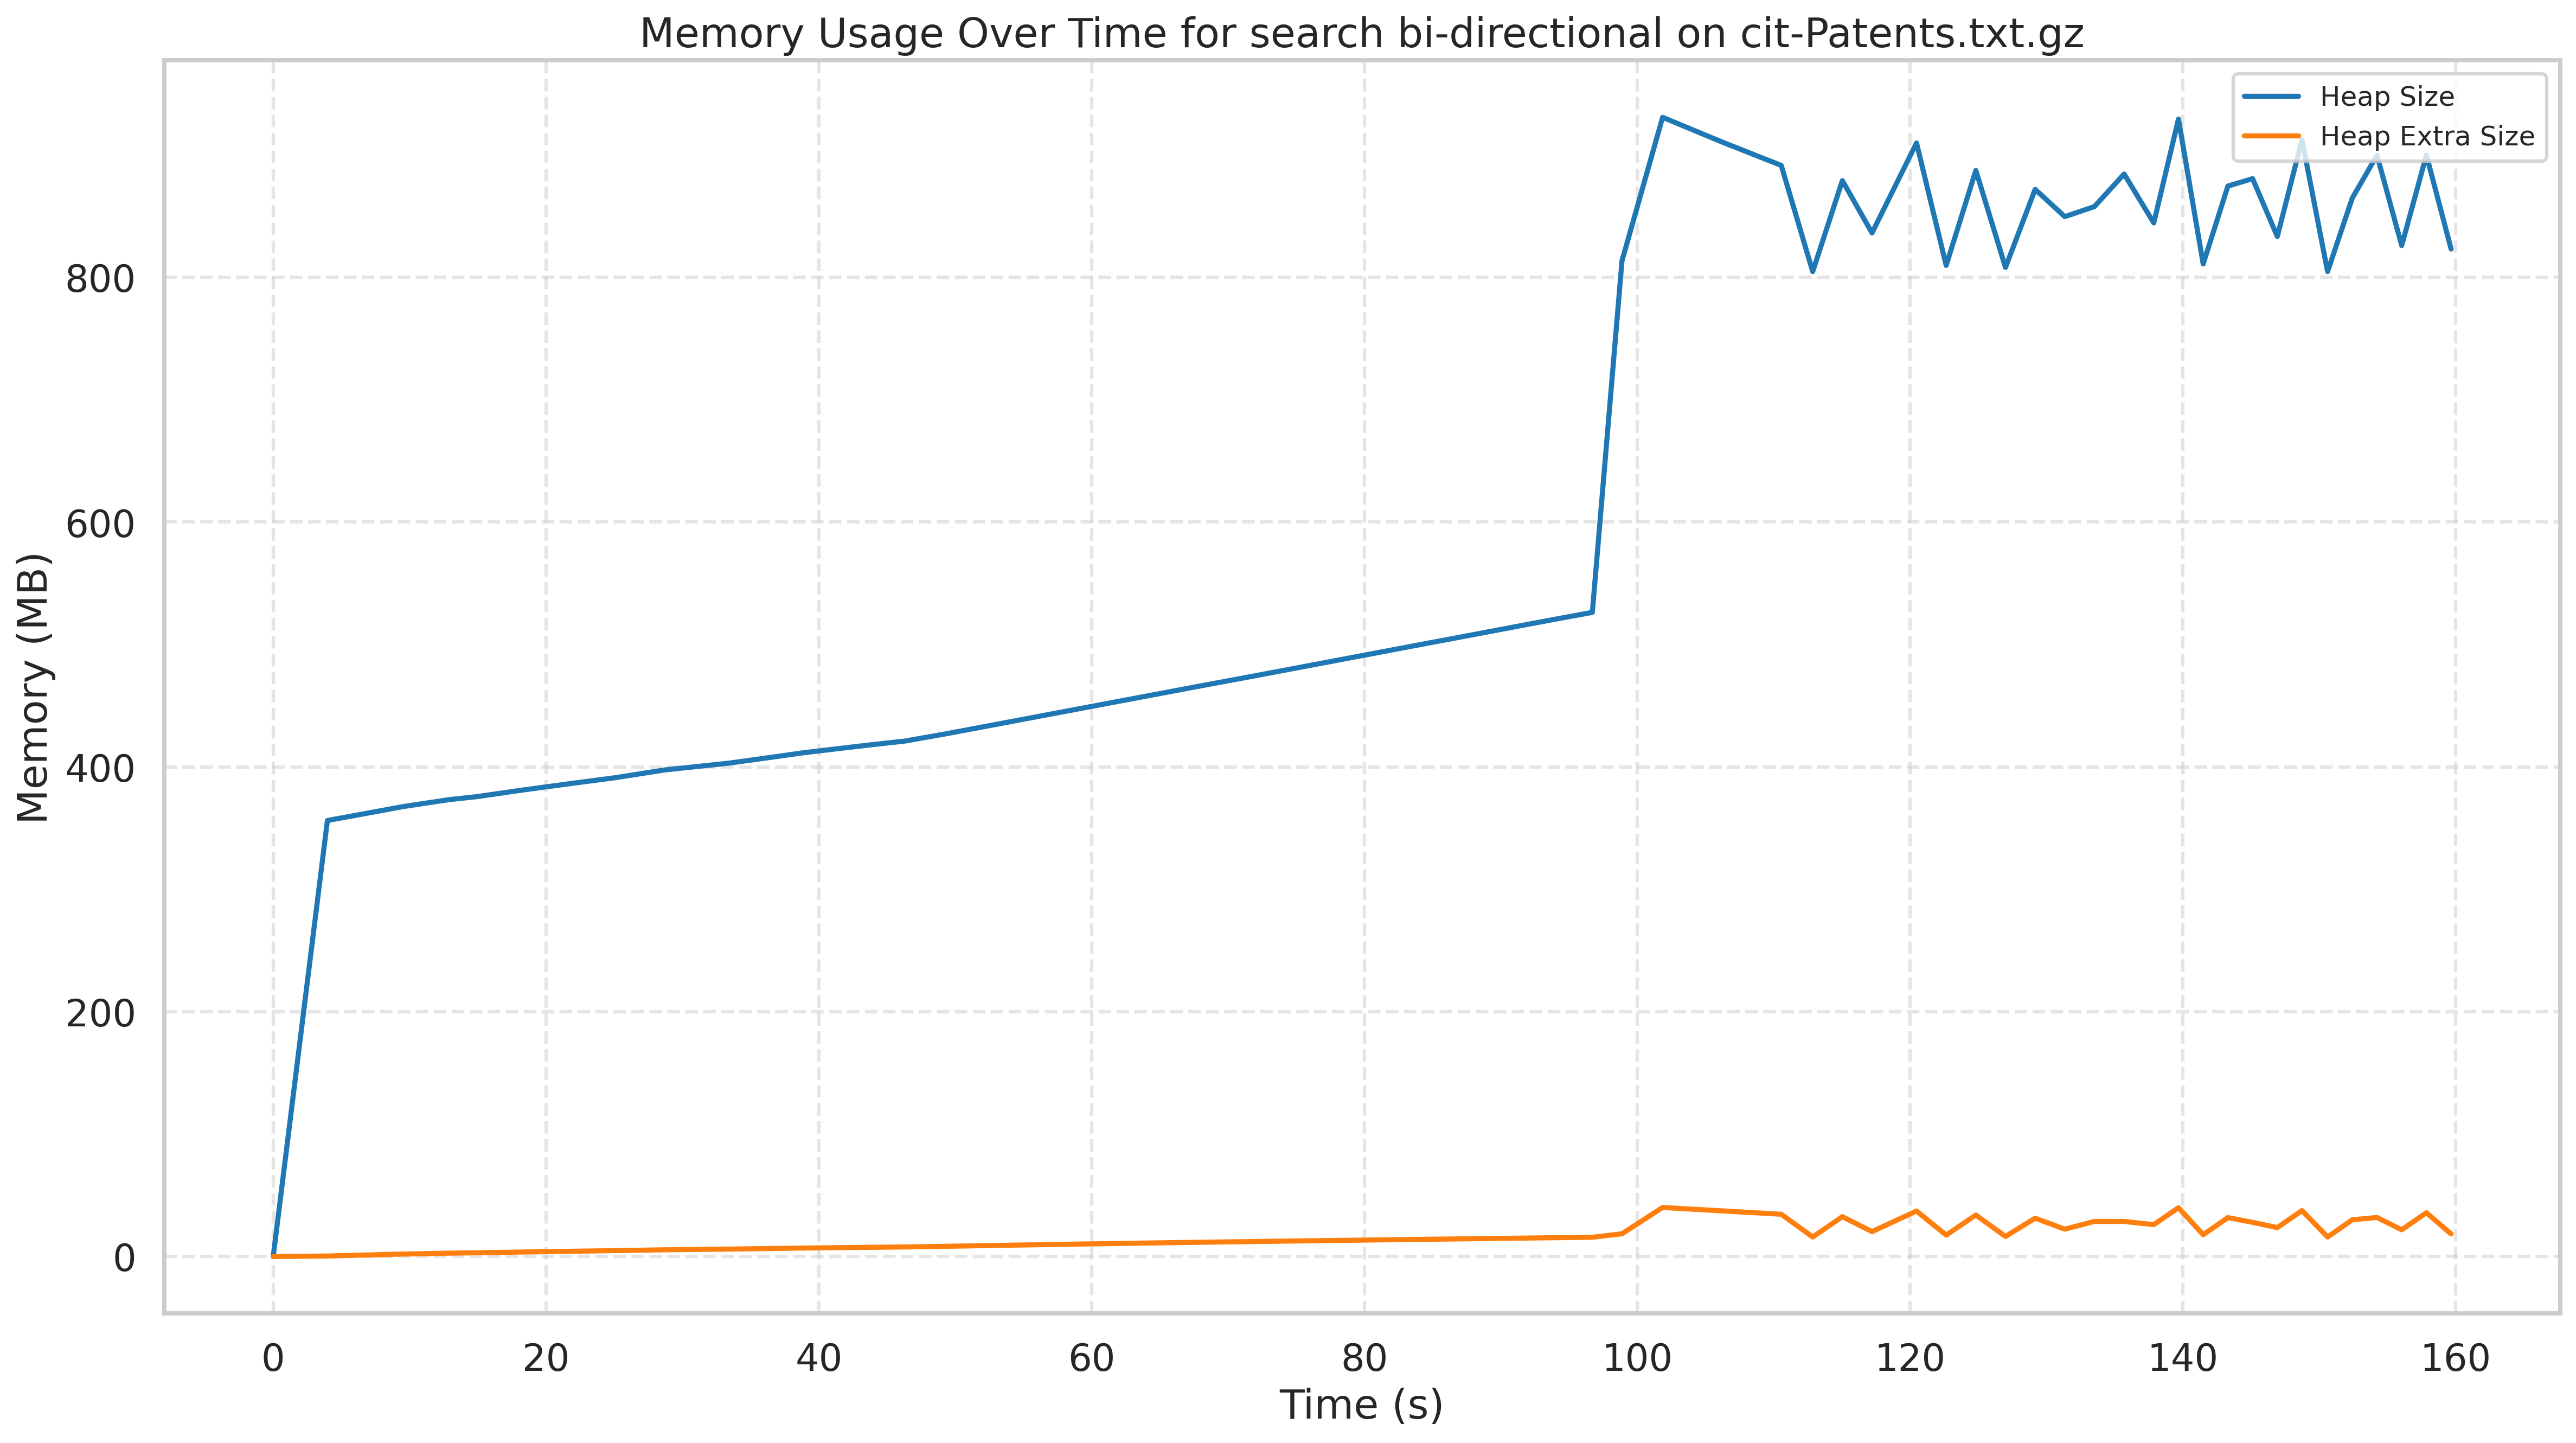 Memory Usage Over Time for search bi-directional on cit-Patents.txt.gz
Heap Size
Heap Extra Size
Memory (MB)
800
600
400
200
0
0 20 40 60 80 100 120 140 160
Time (s)